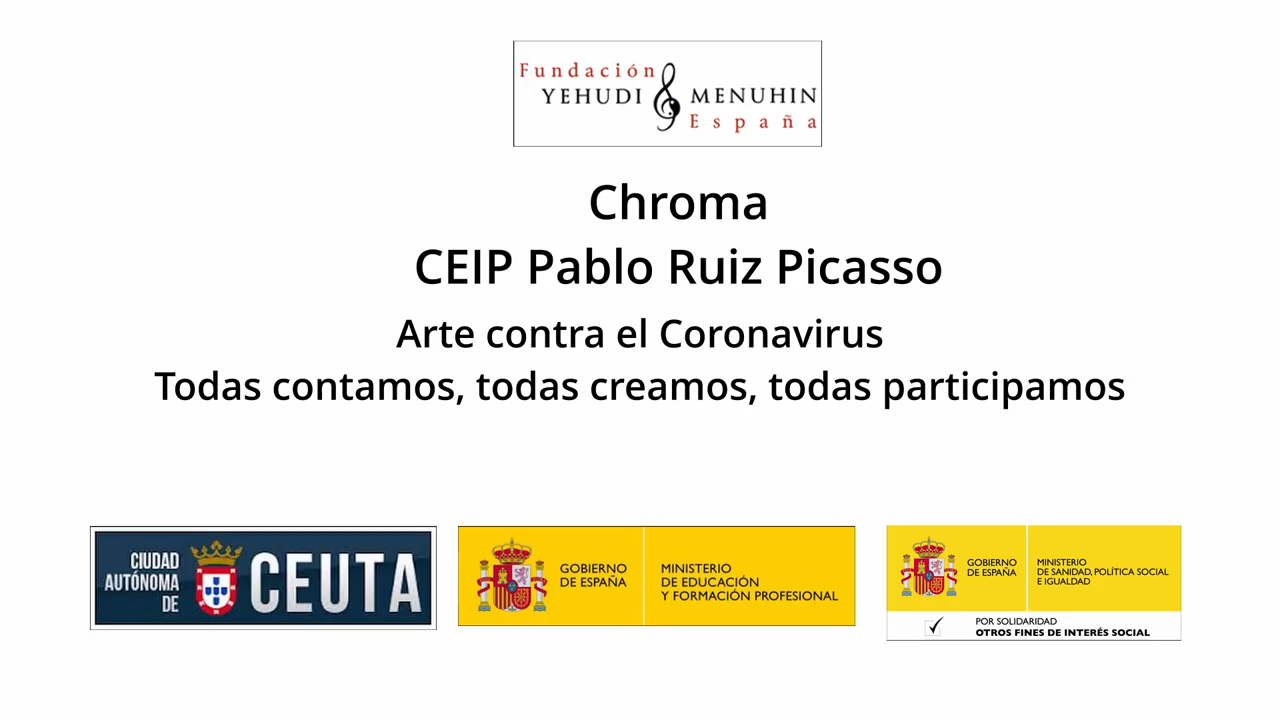 Fundación
YEHUDI MENUHIN
España
Chroma
CEIP Pablo Ruiz Picasso
Arte contra el Coronavirus
Todas contamos, todas creamos, todas participamos
CIUDAD
AUTÓNOMA
DE
CEUTA
GOBIERNO
DE ESPAÑA
MINISTERIO
DE EDUCACIÓN
Y FORMACIÓN PROFESIONAL
GOBIERNO
DE ESPAÑA
MINISTERIO
DE SANIDAD, POLÍTICA SOCIAL
E IGUALDAD
POR SOLIDARIDAD
OTROS FINES DE INTERÉS SOCIAL